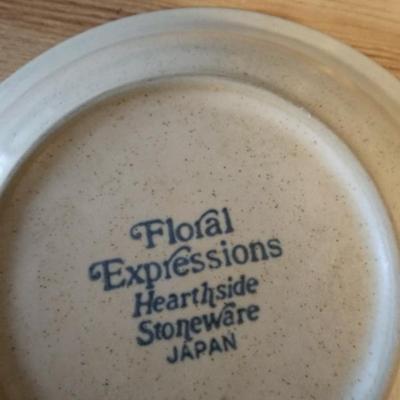 Floral
Expressions
Hearthside
Stoneware
JAPAN